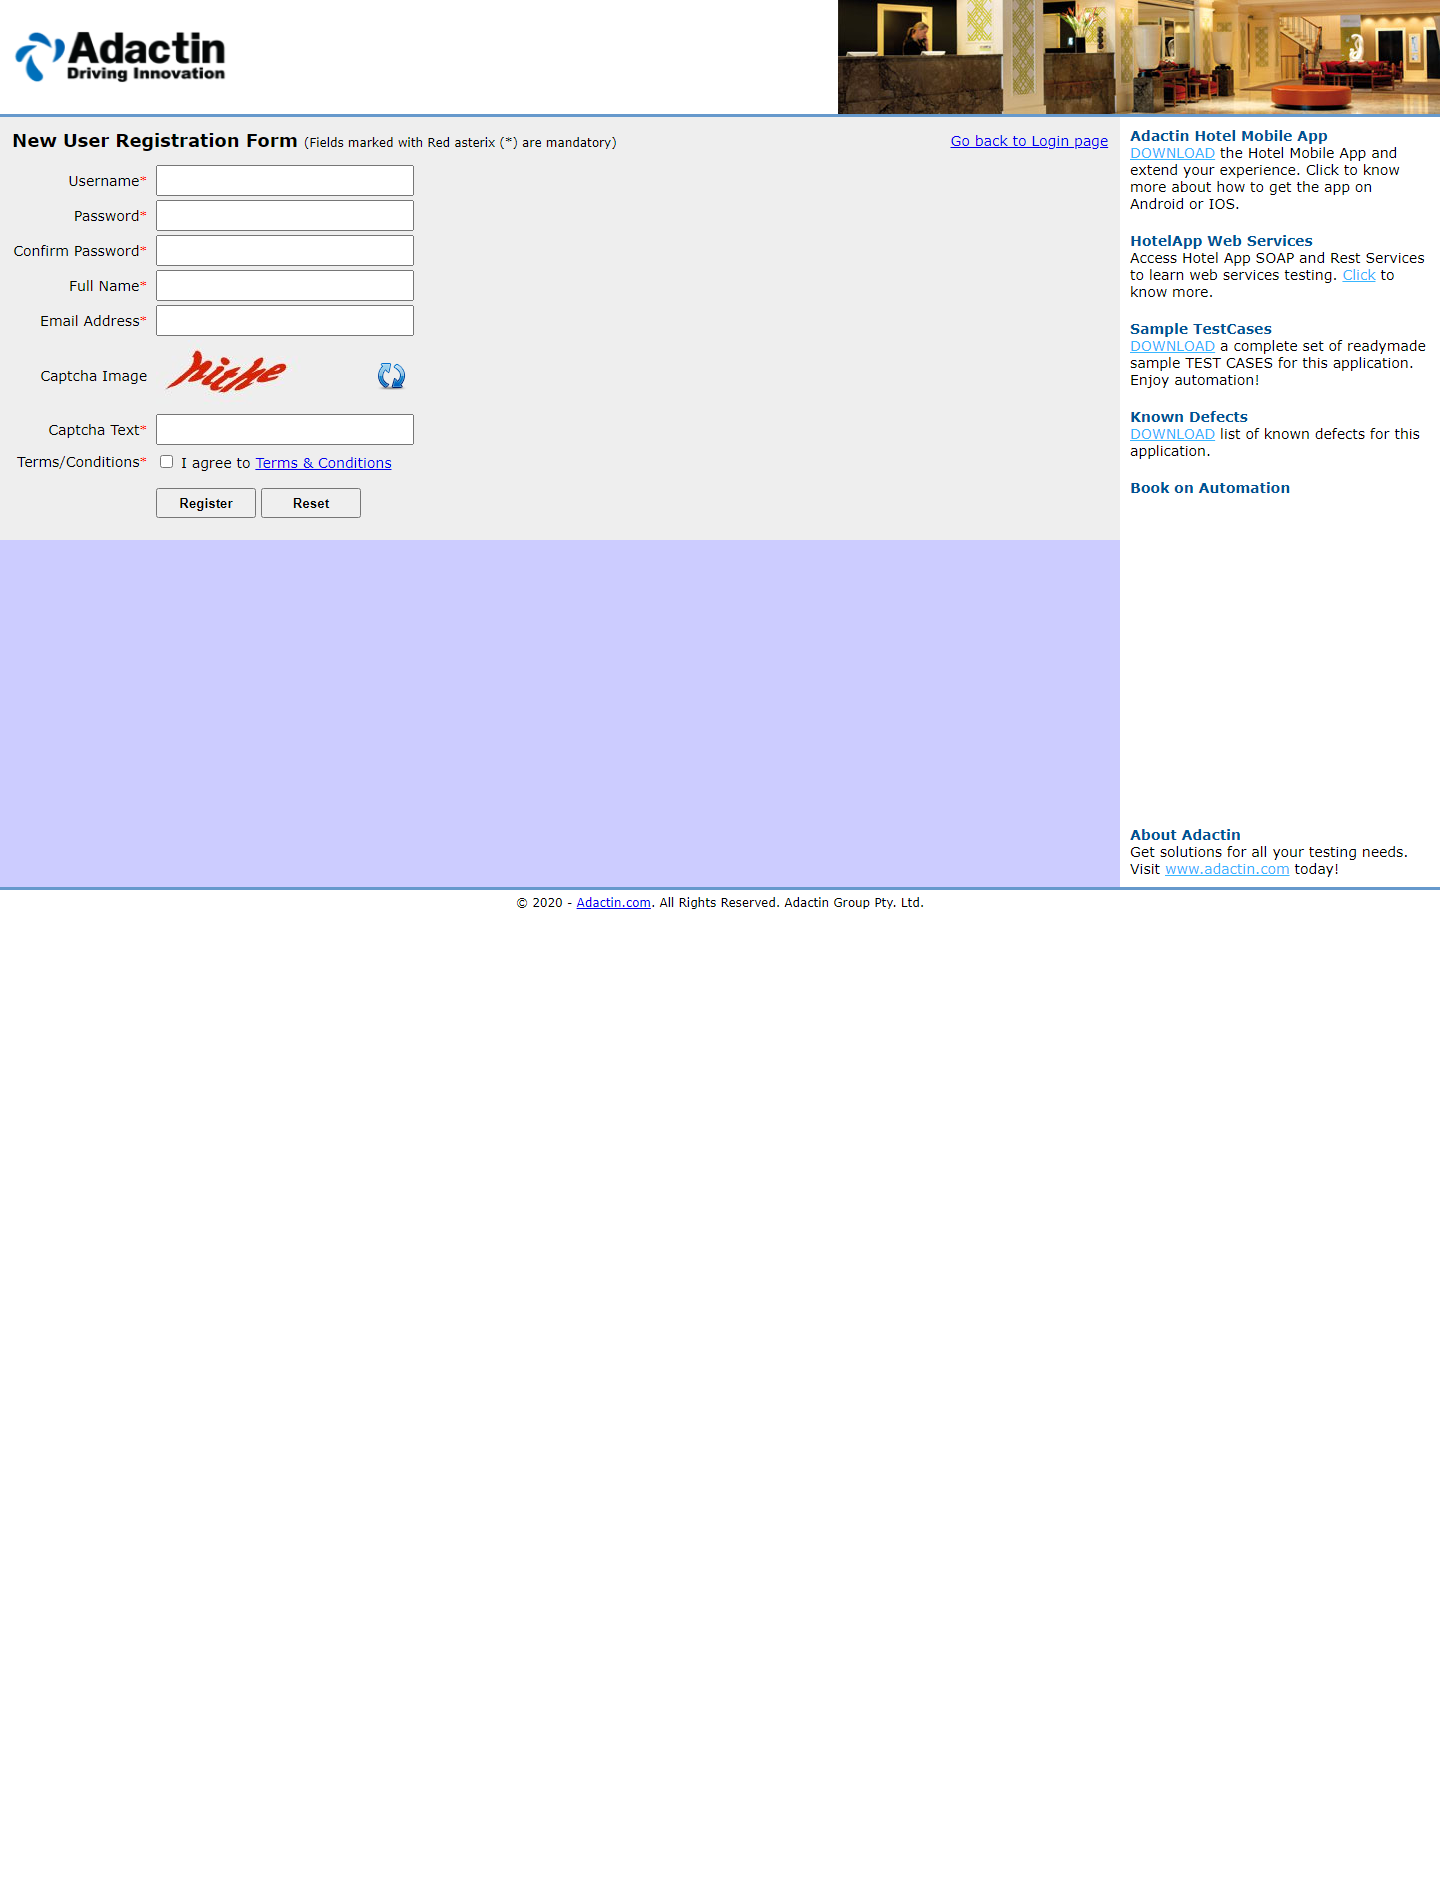 Adactin
Driving Innovation
New User Registration Form (Fields marked with Red asterix (*) are mandatory)
Go back to Login page
Username*
Password*
Confirm Password*
Full Name*
Email Address*
Captcha Image
Captcha Text*
Terms/Conditions* I agree to Terms & Conditions
Register Reset
Adactin Hotel Mobile App
DOWNLOAD the Hotel Mobile App and
extend your experience. Click to know
more about how to get the app on
Android or IOS.
HotelApp Web Services
Access Hotel App SOAP and Rest Services
to learn web services testing. Click to
know more.
Sample TestCases
DOWNLOAD a complete set of readymade
sample TEST CASES for this application.
Enjoy automation!
Known Defects
DOWNLOAD list of known defects for this
application.
Book on Automation
About Adactin
Get solutions for all your testing needs.
Visit www.adactin.com today!
© 2020 - Adactin.com. All Rights Reserved. Adactin Group Pty. Ltd.